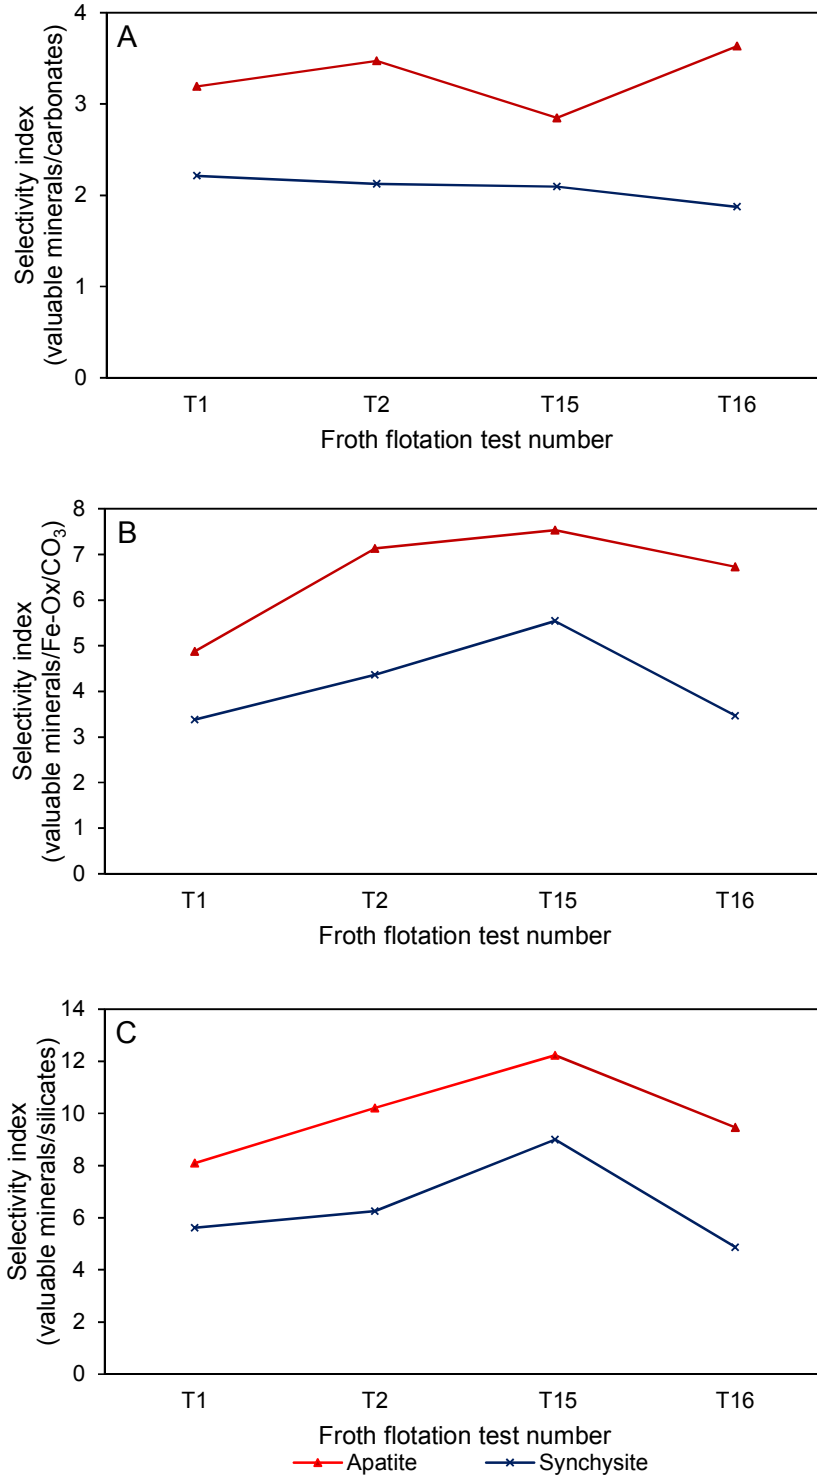 A
Selectivity index
(valuable minerals/carbonates)
4
3
2
1
0
T1 T2 T15 T16
Froth flotation test number
B
Selectivity index
(valuable minerals/Fe-Ox/CO₃)
8
7
6
5
4
3
2
1
0
T1 T2 T15 T16
Froth flotation test number
C
Selectivity index
(valuable minerals/silicates)
14
12
10
8
6
4
2
0
T1 T2 T15 T16
Froth flotation test number
Apatite Synchysite